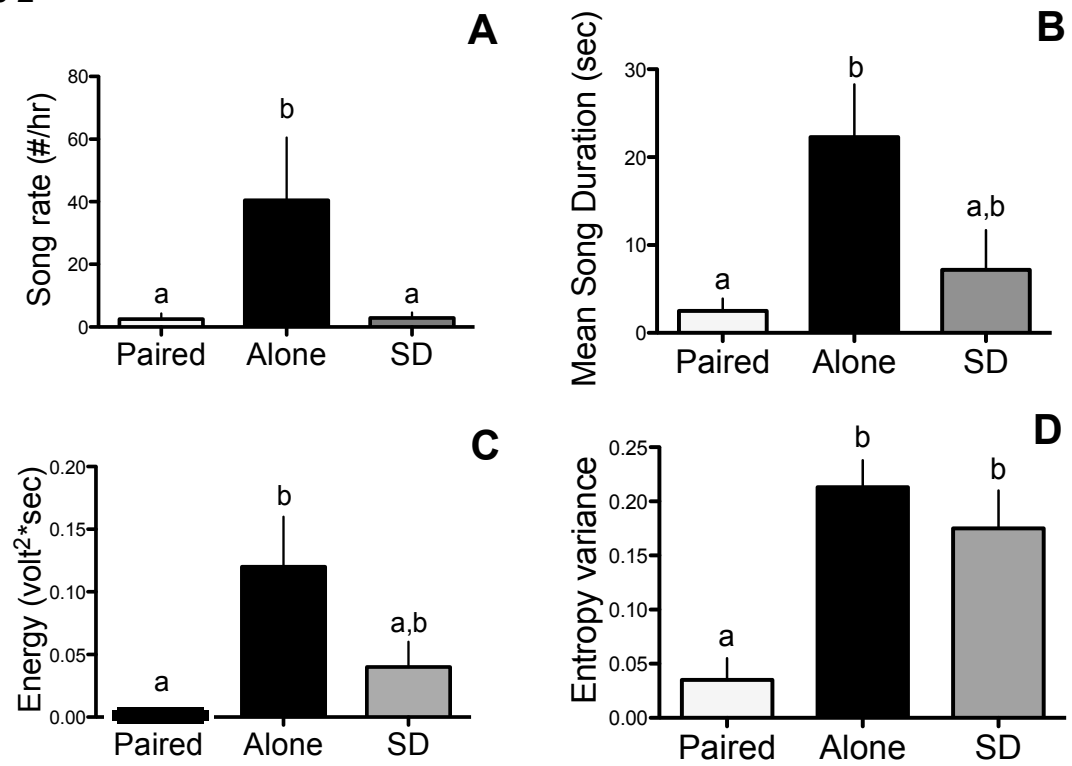 A
Song rate (#/hr)
80
60
40
20
0
a
b
a
Paired Alone SD
B
Mean Song Duration (sec)
30
20
10
0
a
b
a,b
Paired Alone SD
C
Energy (volt²*sec)
0.20
0.15
0.10
0.05
0.00
a
b
a,b
Paired Alone SD
D
Entropy variance
0.25
0.20
0.15
0.10
0.05
0.00
a
b
b
Paired Alone SD